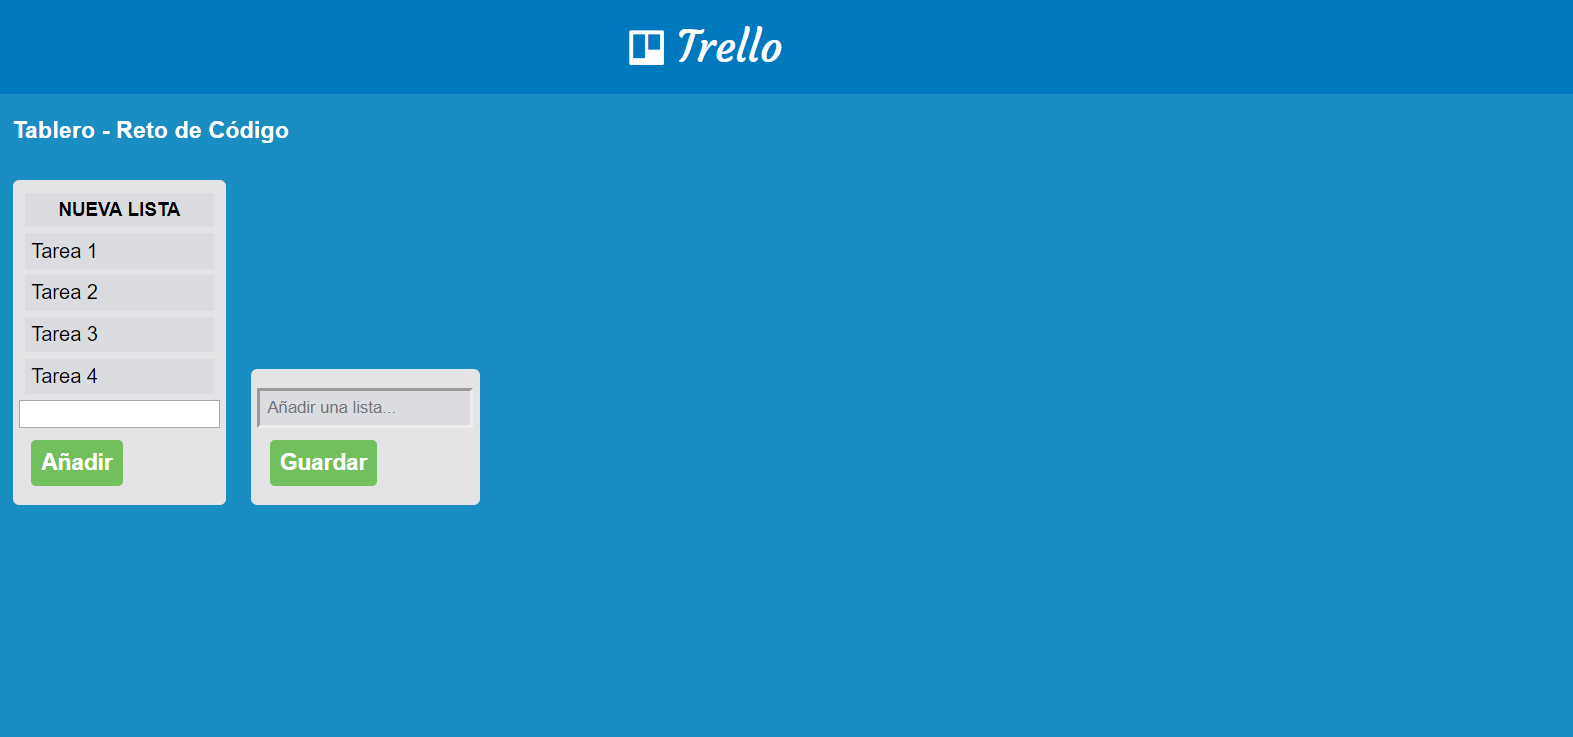 Trello
Tablero - Reto de Código
NUEVA LISTA
Tarea 1
Tarea 2
Tarea 3
Tarea 4
Añadir
Añadir una lista...
Guardar